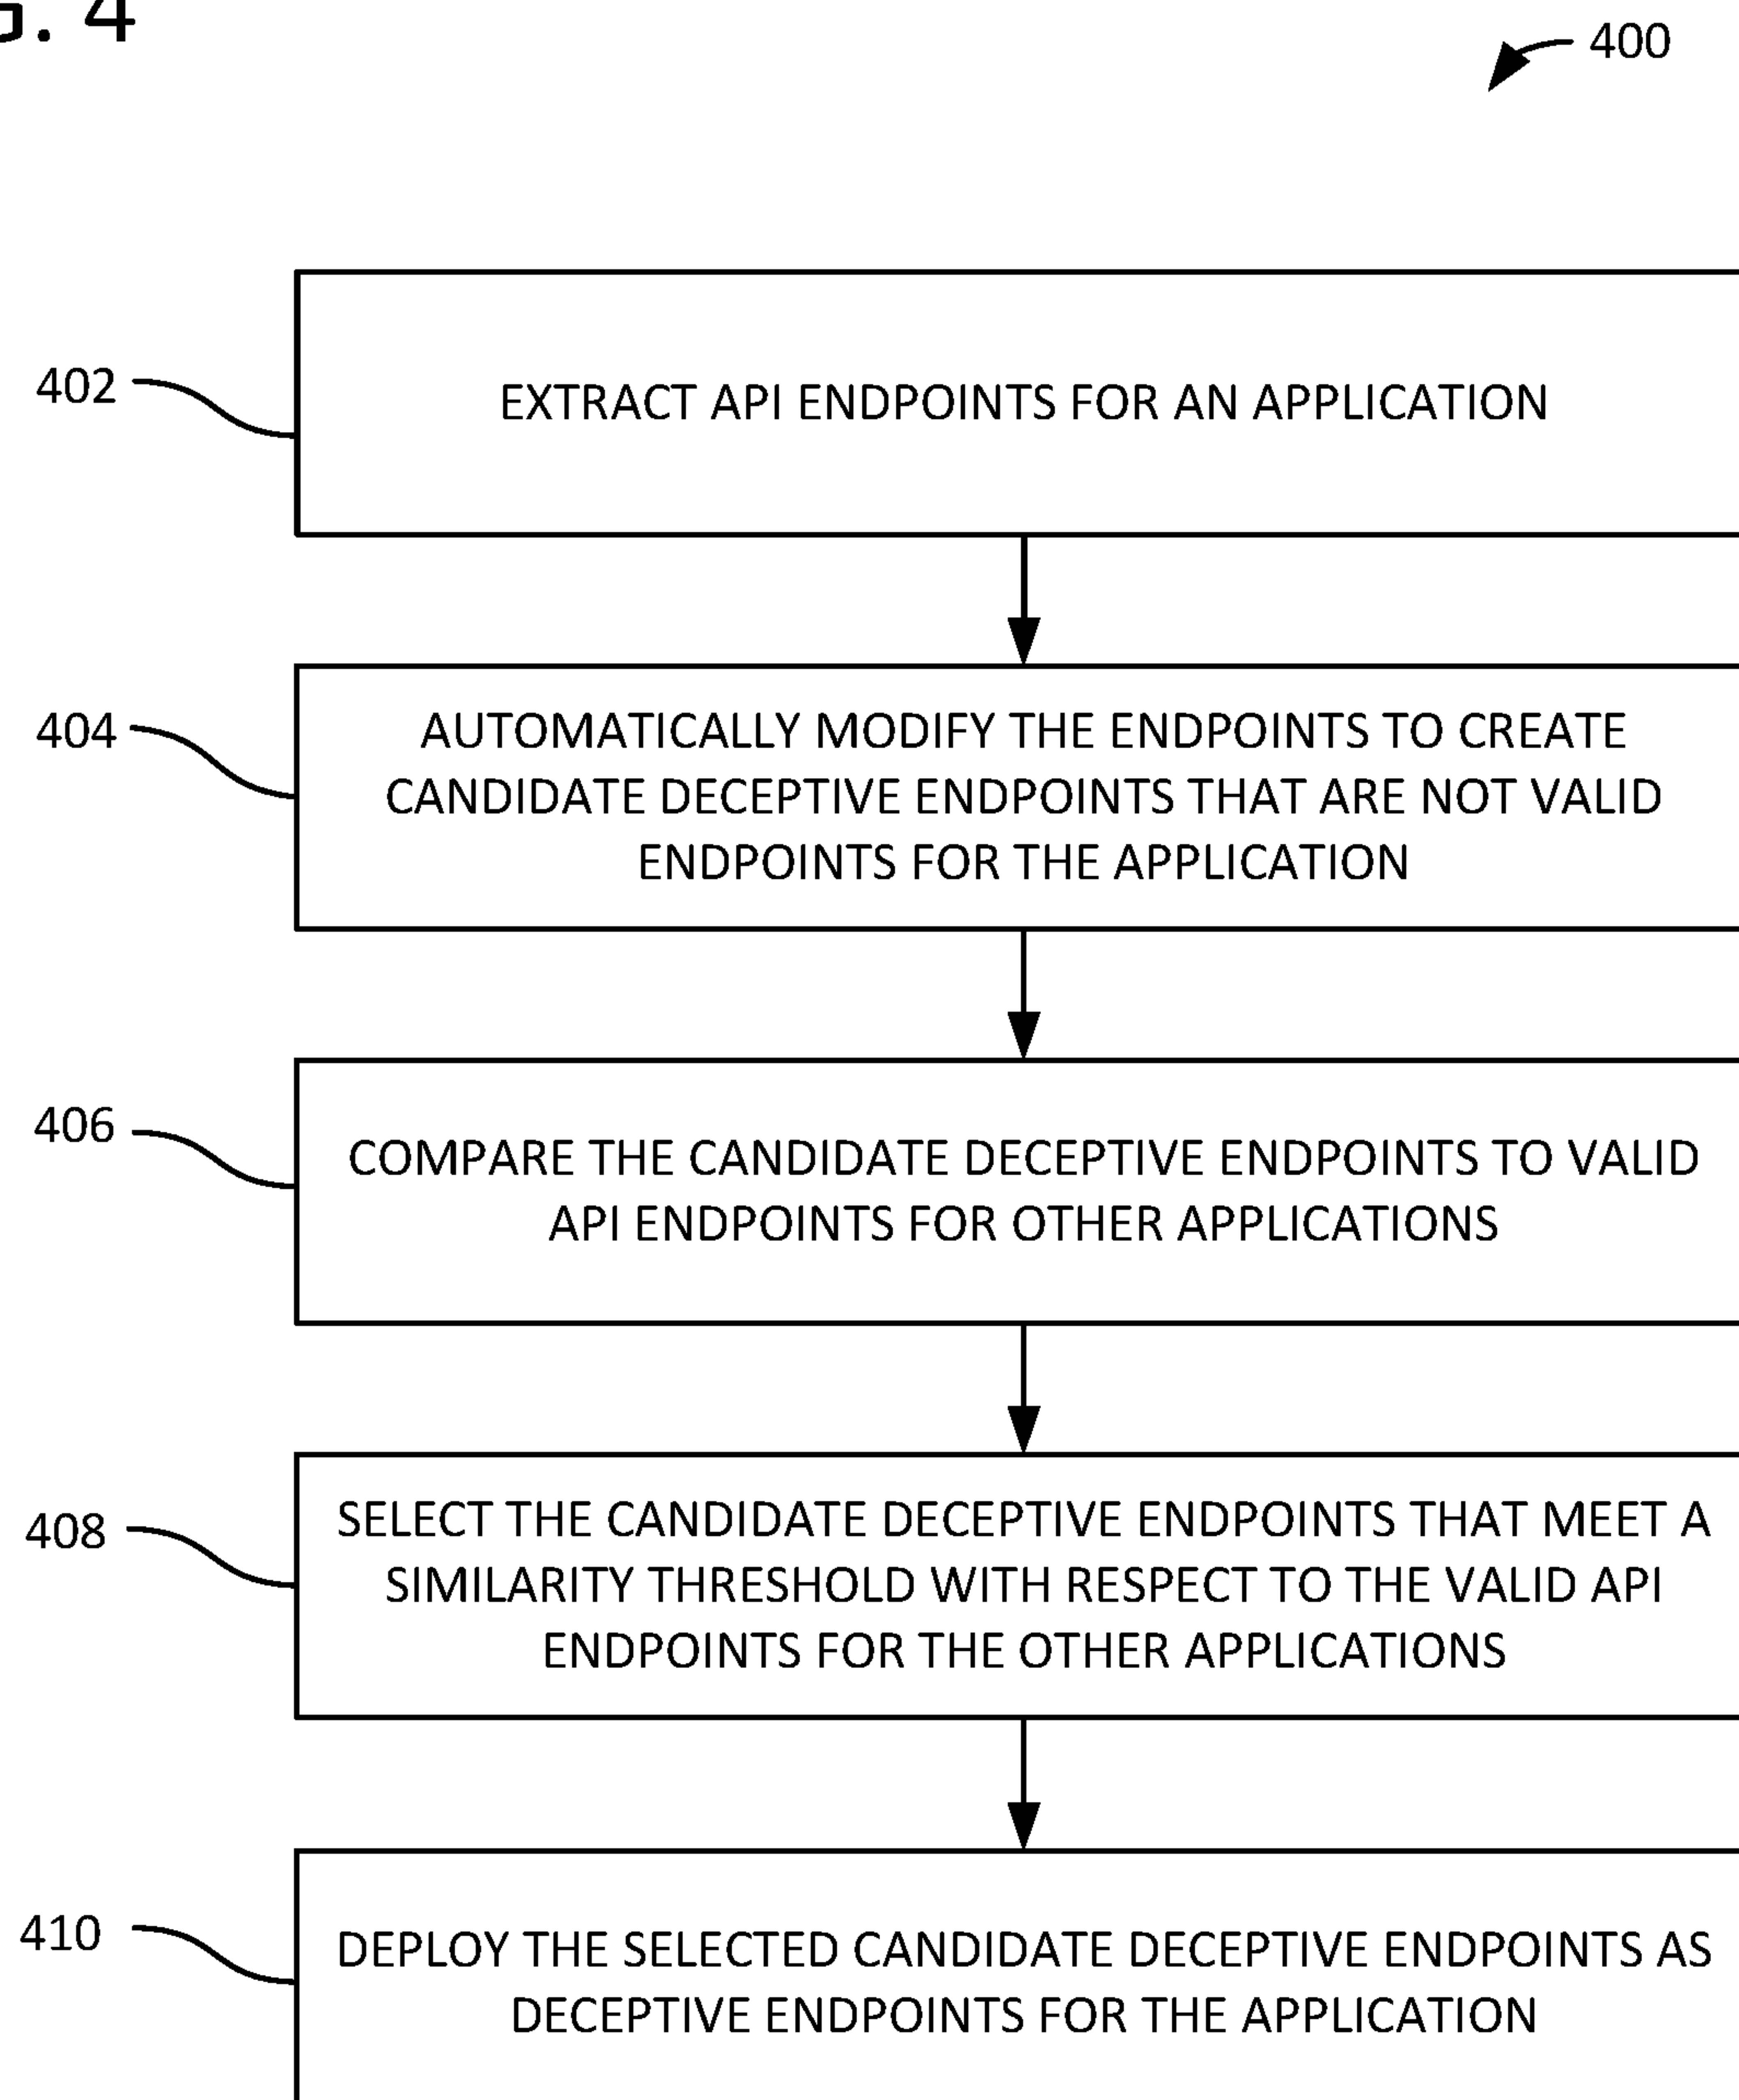 G. 4
400
402
EXTRACT API ENDPOINTS FOR AN APPLICATION
404
AUTOMATICALLY MODIFY THE ENDPOINTS TO CREATE
CANDIDATE DECEPTIVE ENDPOINTS THAT ARE NOT VALID
ENDPOINTS FOR THE APPLICATION
406
COMPARE THE CANDIDATE DECEPTIVE ENDPOINTS TO VALID
API ENDPOINTS FOR OTHER APPLICATIONS
408
SELECT THE CANDIDATE DECEPTIVE ENDPOINTS THAT MEET A
SIMILARITY THRESHOLD WITH RESPECT TO THE VALID API
ENDPOINTS FOR THE OTHER APPLICATIONS
410
DEPLOY THE SELECTED CANDIDATE DECEPTIVE ENDPOINTS AS
DECEPTIVE ENDPOINTS FOR THE APPLICATION